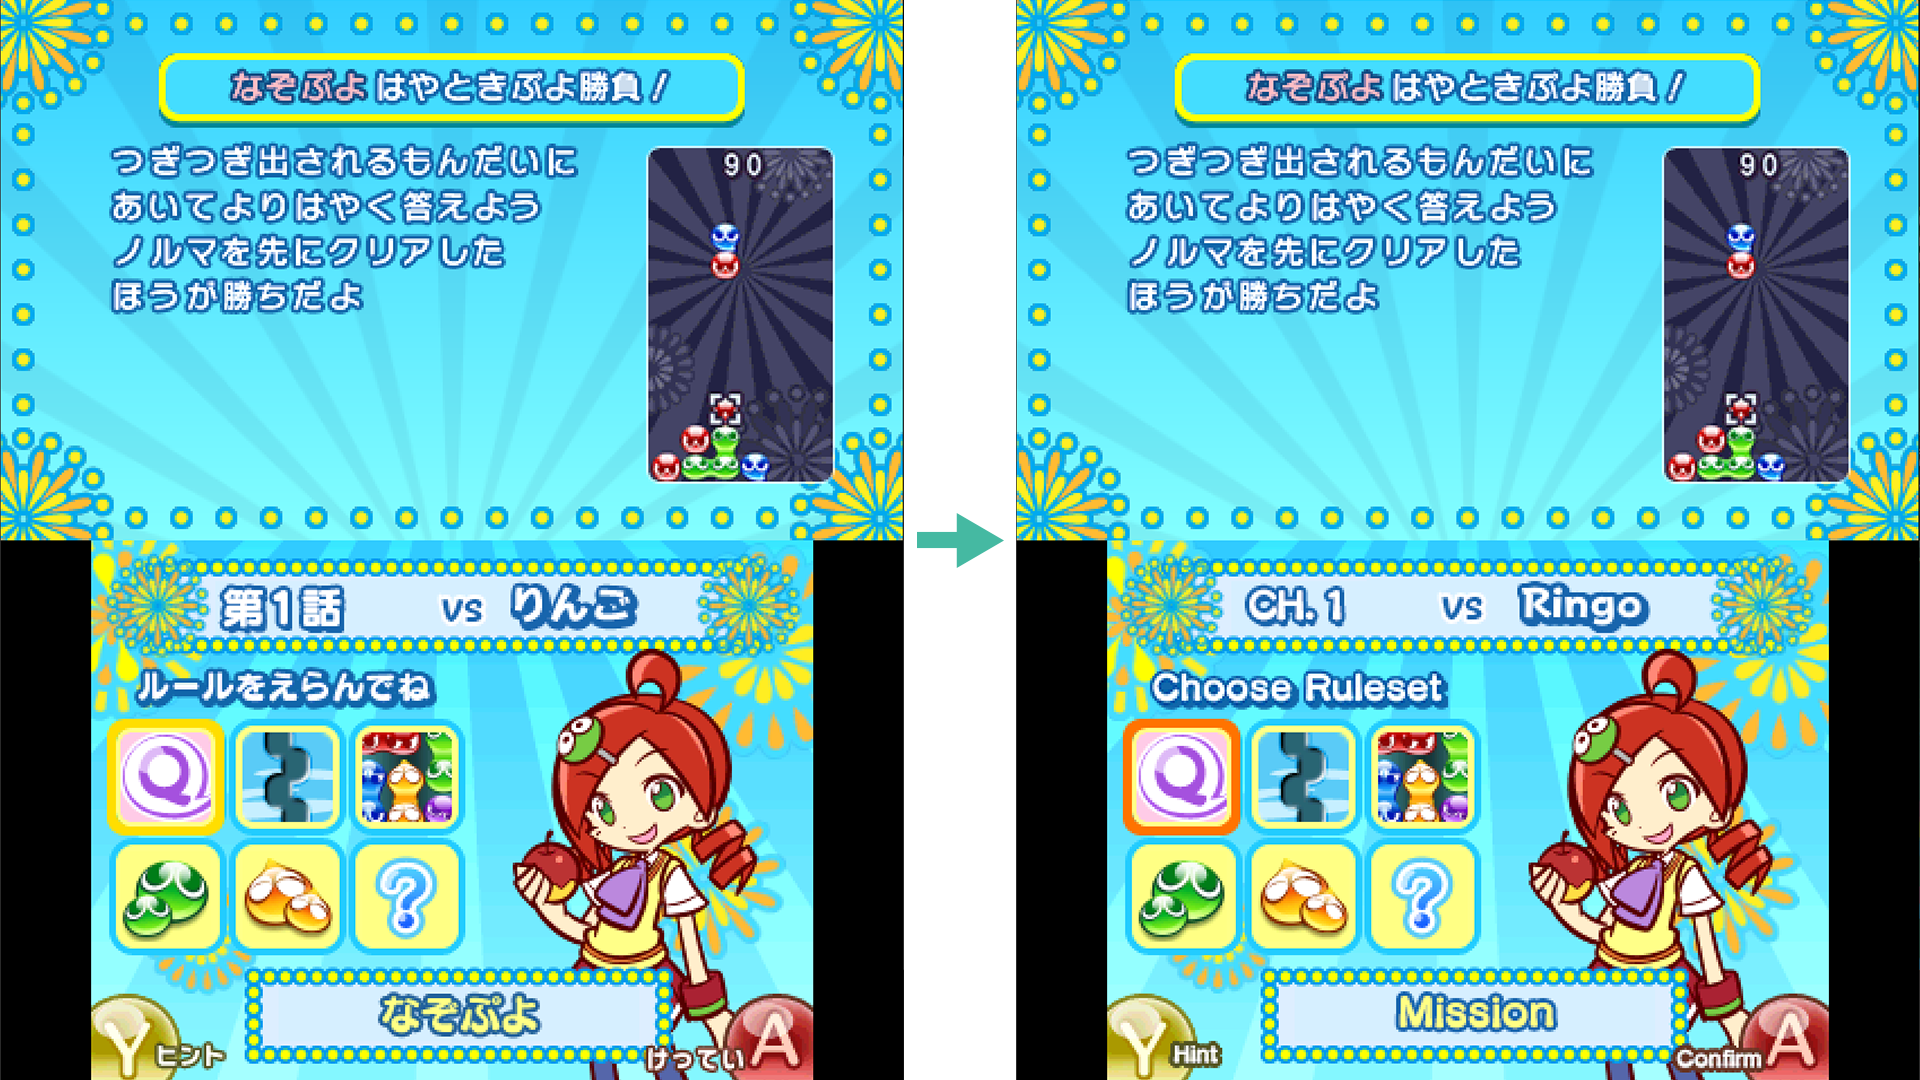 なぞぷよ はやときぷよ勝負！
つぎつぎ出されるもんだいに
あいてよりはやく答えよう
ノルマを先にクリアした
ほうが勝ちだよ
90
第1話 vs りんご
ルールをえらんでね
Q
?
なぞぷよ
Y ヒント
けってい A
なぞぷよ はやときぷよ勝負！
つぎつぎ出されるもんだいに
あいてよりはやく答えよう
ノルマを先にクリアした
ほうが勝ちだよ
90
CH. 1 vs Ringo
Choose Ruleset
Q
?
Mission
Y Hint
Confirm A